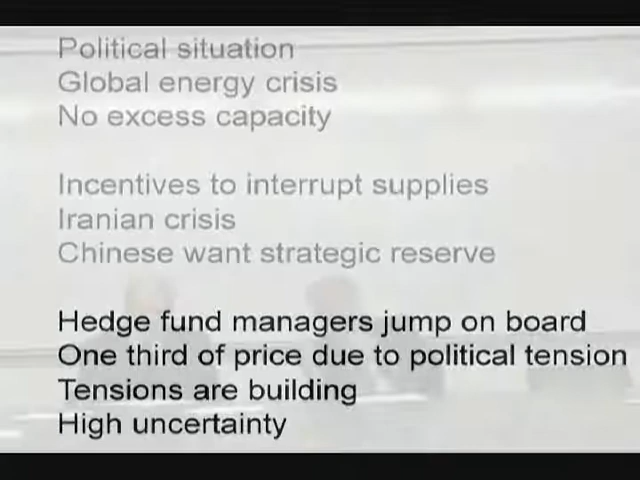 Political situation
Global energy crisis
No excess capacity
Incentives to interrupt supplies
Iranian crisis
Chinese want strategic reserve
Hedge fund managers jump on board
One third of price due to political tension
Tensions are building
High uncertainty